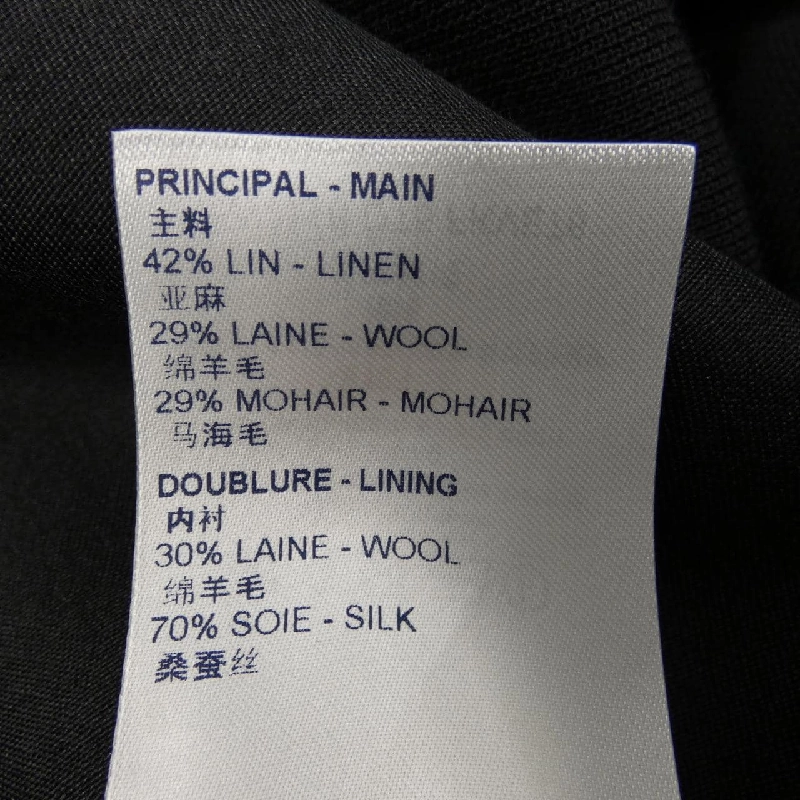 PRINCIPAL - MAIN
主料
42% LIN - LINEN
亚麻
29% LAINE - WOOL
绵羊毛
29% MOHAIR - MOHAIR
马海毛
DOUBLURE - LINING
内衬
30% LAINE - WOOL
绵羊毛
70% SOIE - SILK
桑蚕丝